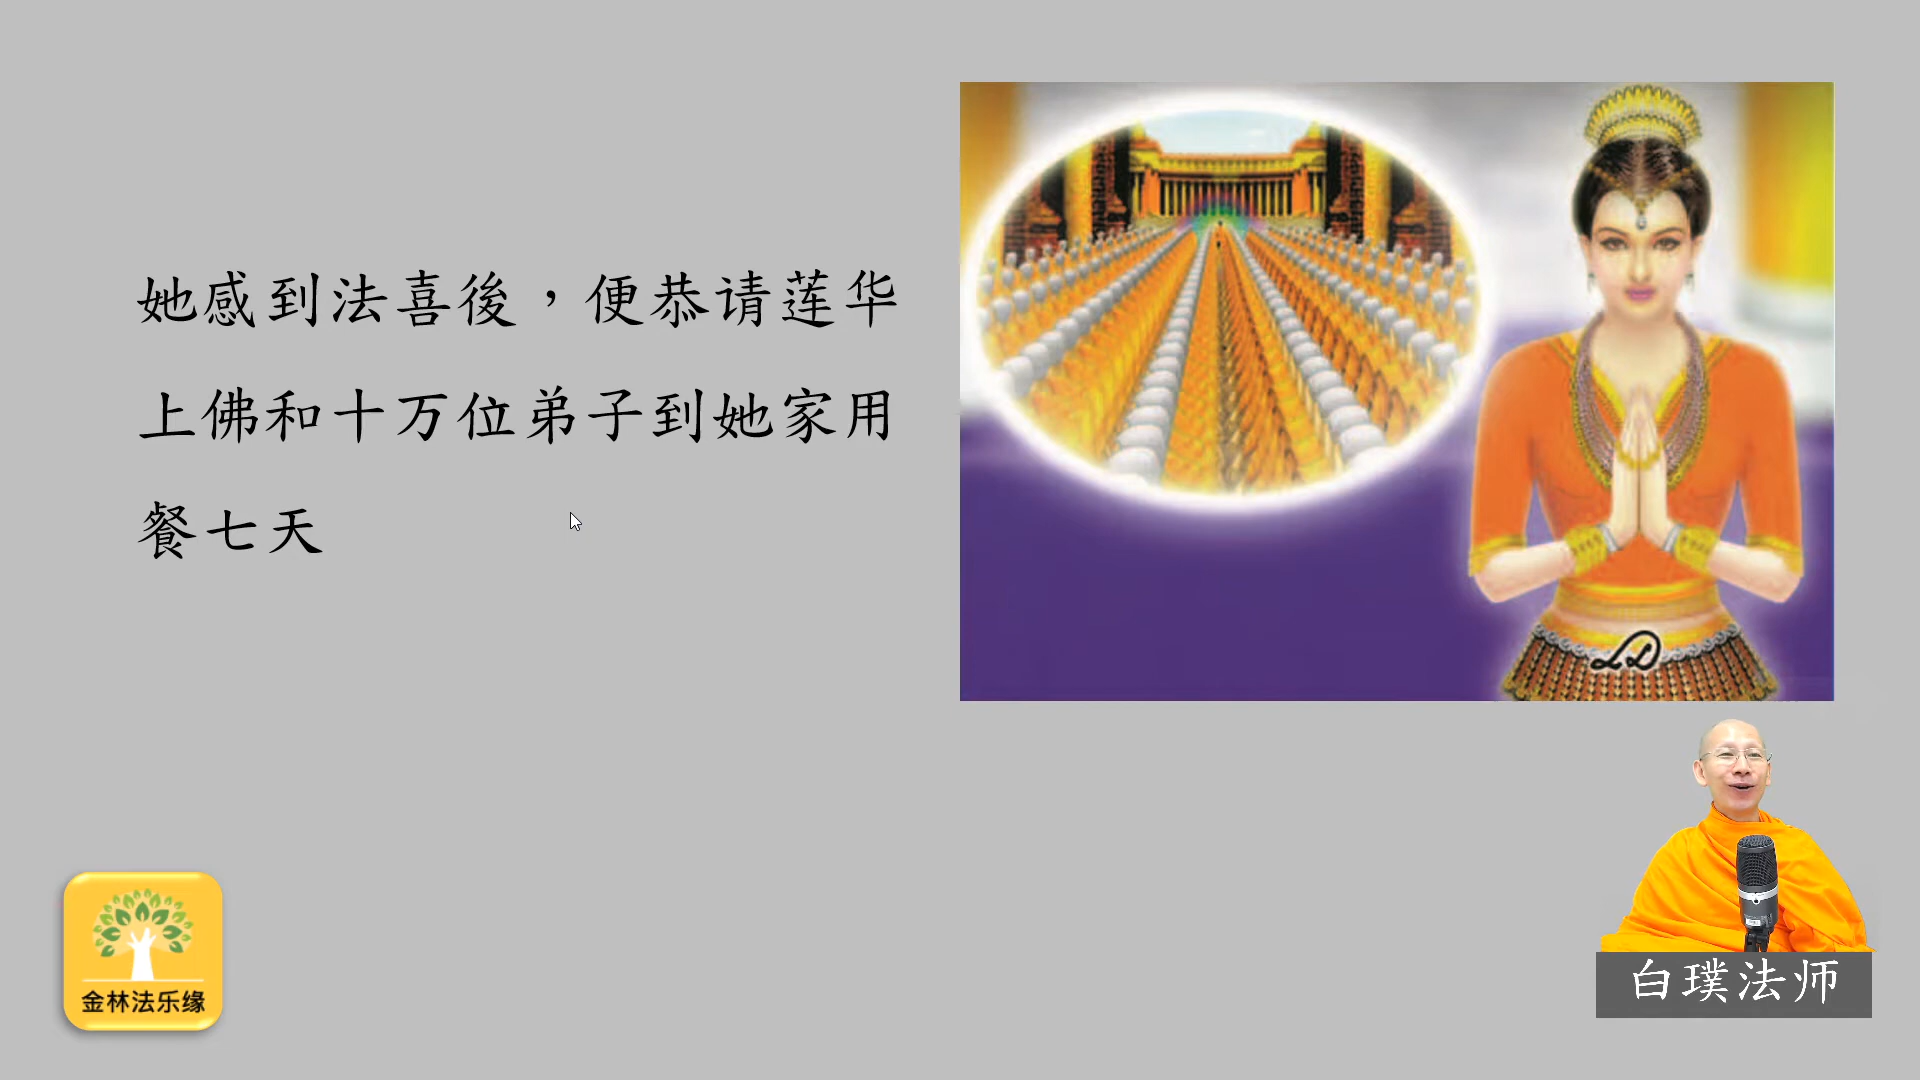 她感到法喜後，便恭请莲华
上佛和十万位弟子到她家用
餐七天
金林法乐缘
白璞法师